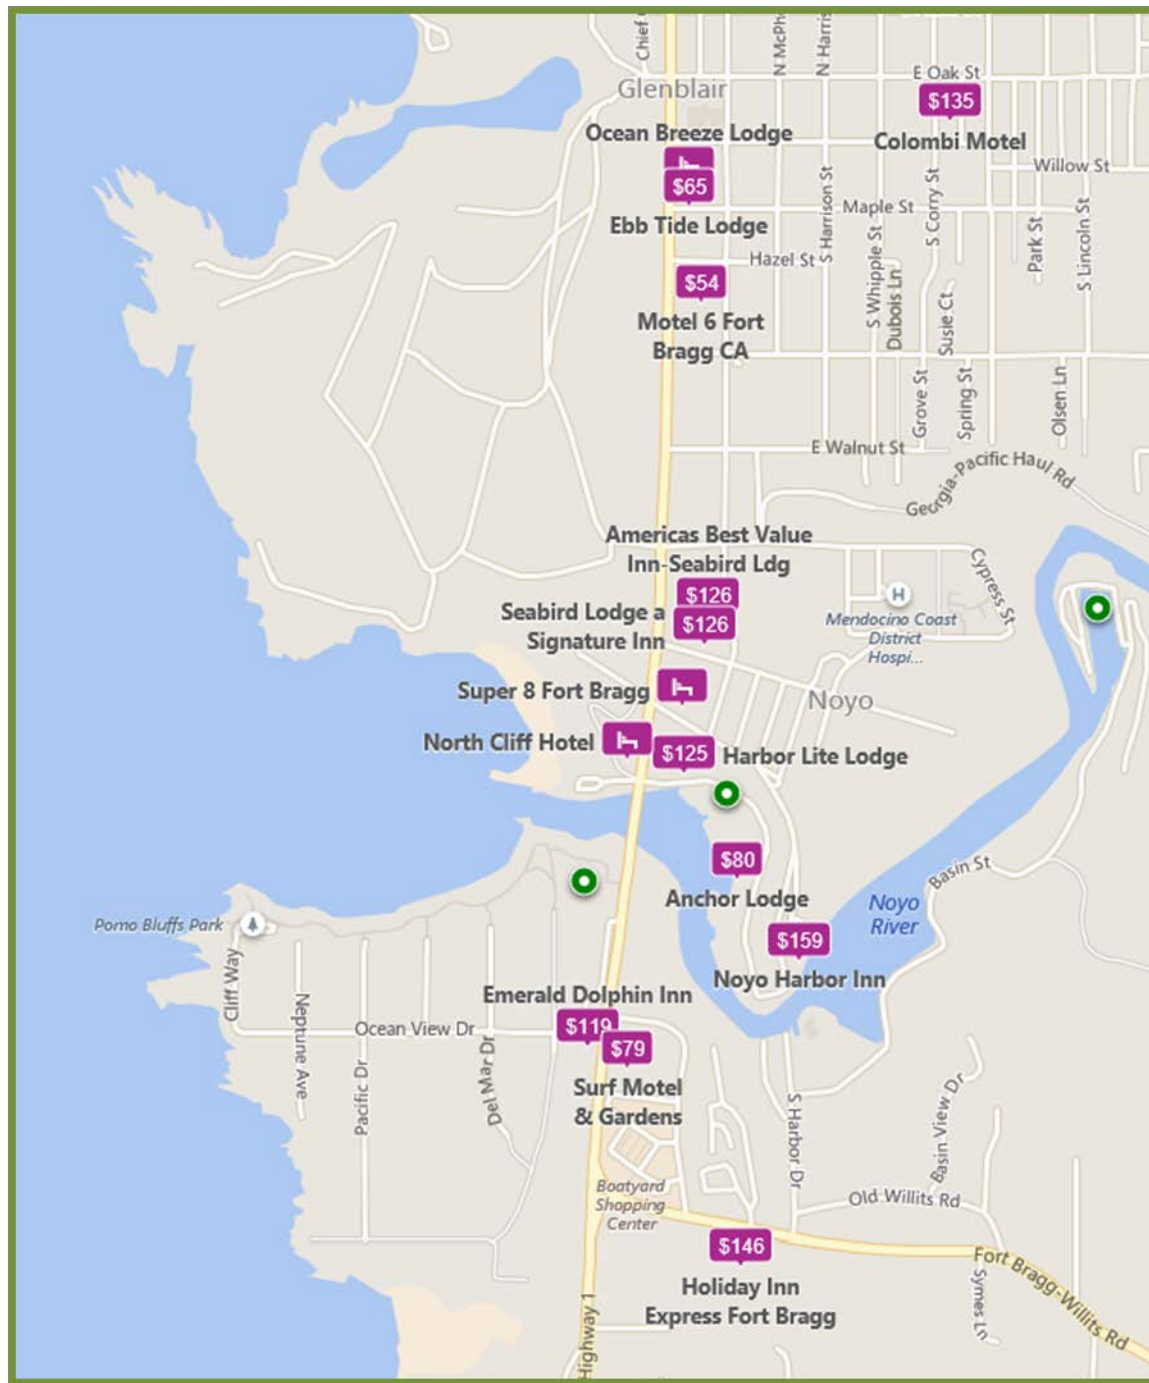 Chief
N McPh
N Harris
E Oak St
Glenblair
$135
Ocean Breeze Lodge
Colombi Motel
Willow St
$65
S Harrison St
S Corry St
Maple St
Ebb Tide Lodge
Park St
S Lincoln St
Hazel St
S Whipple St
$54
Dubois Ln
Susie Ct
Motel 6 Fort
Bragg CA
Grove St
Spring St
Olsen Ln
E Walnut St
Georgia-Pacific Haul Rd
Americas Best Value
Inn-Seabird Ldg
Cypress St
$126
H
Seabird Lodge a
Signature Inn
$126
Mendocino Coast
District
Hospi...
Super 8 Fort Bragg
Noyo
North Cliff Hotel
$125
Harbor Lite Lodge
$80
Basin St
Anchor Lodge
Noyo
River
Pomo Bluffs Park
$159
Cliff Way
Noyo Harbor Inn
Neptune Ave
Emerald Dolphin Inn
Ocean View Dr
$119
$79
Pacific Dr
Del Mar Dr
Surf Motel
& Gardens
S Harbor Dr
Basin View Dr
Boatyard
Shopping
Center
Old Willits Rd
$146
Fort Bragg-Willits Rd
Holiday Inn
Express Fort Bragg
Symes Ln
Highway 1